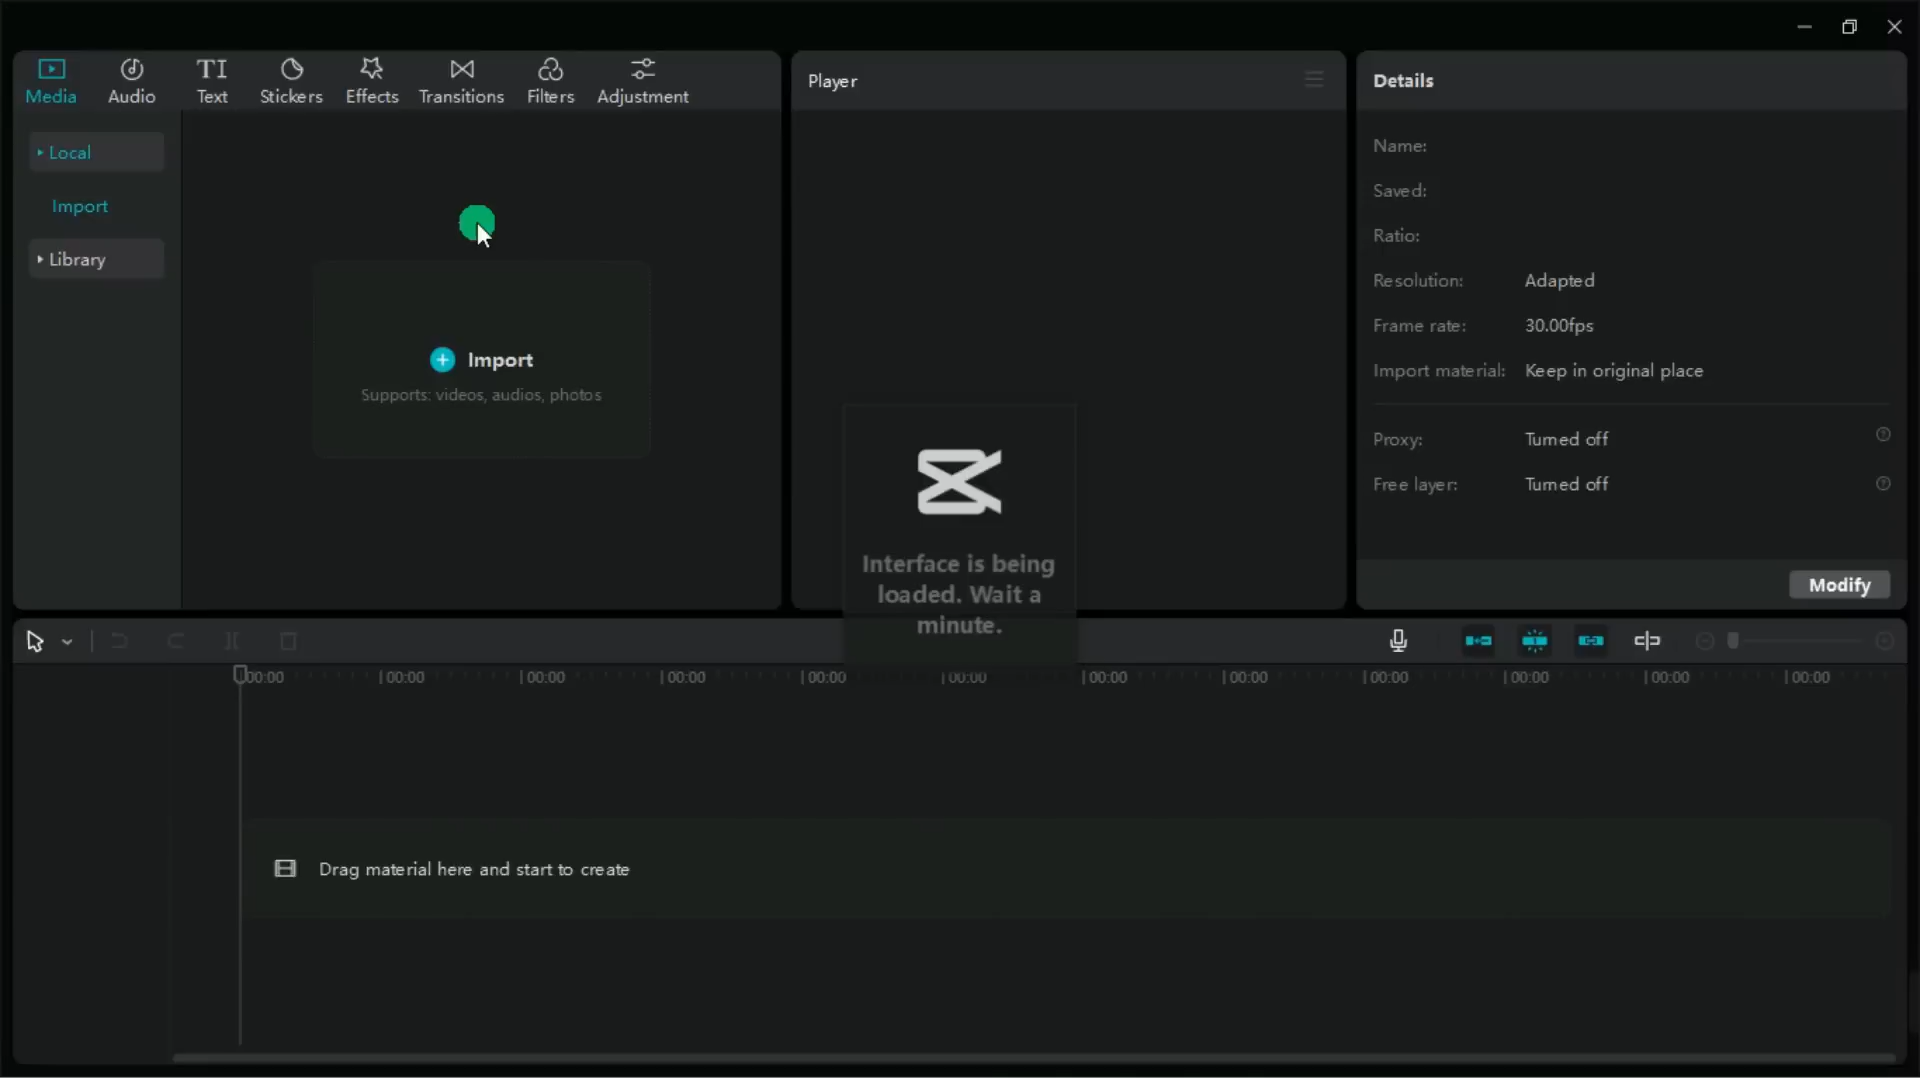 Media
Audio
TI
Text
Stickers
Effects
Transitions
Filters
Adjustment
Local
Import
Library
Import
Supports: videos, audios, photos
Player
Interface is being
loaded. Wait a
minute.
Details
Name:
Saved:
Ratio:
Resolution: Adapted
Frame rate: 30.00fps
Import material: Keep in original place
Proxy: Turned off
Free layer: Turned off
Modify
00:00 00:00 00:00 00:00 00:00 00:00 00:00 00:00 00:00 00:00 00:00 00:00
Drag material here and start to create